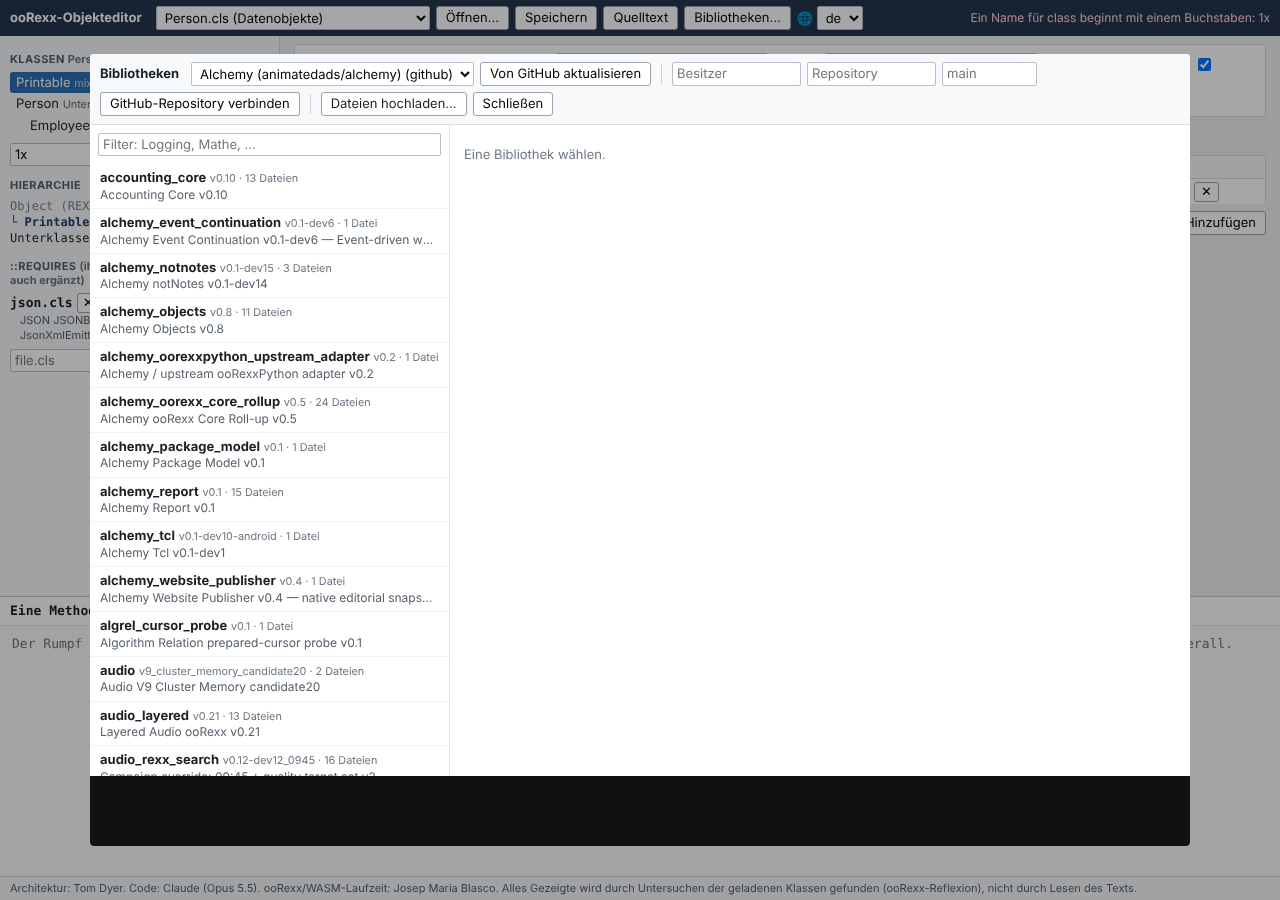 ooRexx-Objekteditor Person.cls (Datenobjekte) Öffnen... Speichern Quelltext Bibliotheken... de Ein Name für class beginnt mit einem Buchstaben: 1x
KLASSEN Pers
Printable mix
Person Unter
Employee
1x
HIERARCHIE
Object (REX
└ Printable
Unterklasse
::REQUIRES (ih
auch ergänzt)
json.cls ✕
JSON JSONB
JsonXmlEmitt
file.cls
Bibliotheken Alchemy (animatedads/alchemy) (github) Von GitHub aktualisieren Besitzer Repository main
GitHub-Repository verbinden Dateien hochladen... Schließen
Filter: Logging, Mathe, ...
Eine Bibliothek wählen.
accounting_core v0.10 · 13 Dateien
Accounting Core v0.10
alchemy_event_continuation v0.1-dev6 · 1 Datei
Alchemy Event Continuation v0.1-dev6 — Event-driven w...
alchemy_notnotes v0.1-dev15 · 3 Dateien
Alchemy notNotes v0.1-dev14
alchemy_objects v0.8 · 11 Dateien
Alchemy Objects v0.8
alchemy_oorexxpython_upstream_adapter v0.2 · 1 Datei
Alchemy / upstream ooRexxPython adapter v0.2
alchemy_oorexx_core_rollup v0.5 · 24 Dateien
Alchemy ooRexx Core Roll-up v0.5
alchemy_package_model v0.1 · 1 Datei
Alchemy Package Model v0.1
alchemy_report v0.1 · 15 Dateien
Alchemy Report v0.1
alchemy_tcl v0.1-dev10-android · 1 Datei
Alchemy Tcl v0.1-dev1
alchemy_website_publisher v0.4 · 1 Datei
Alchemy Website Publisher v0.4 — native editorial snaps...
algrel_cursor_probe v0.1 · 1 Datei
Algorithm Relation prepared-cursor probe v0.1
audio v9_cluster_memory_candidate20 · 2 Dateien
Audio V9 Cluster Memory candidate20
audio_layered v0.21 · 13 Dateien
Layered Audio ooRexx v0.21
audio_rexx_search v0.12-dev12_0945 · 16 Dateien
✕
Hinzufügen
Eine Metho
Der Rumpf
erall.
Architektur: Tom Dyer. Code: Claude (Opus 5.5). ooRexx/WASM-Laufzeit: Josep Maria Blasco. Alles Gezeigte wird durch Untersuchen der geladenen Klassen gefunden (ooRexx-Reflexion), nicht durch Lesen des Texts.